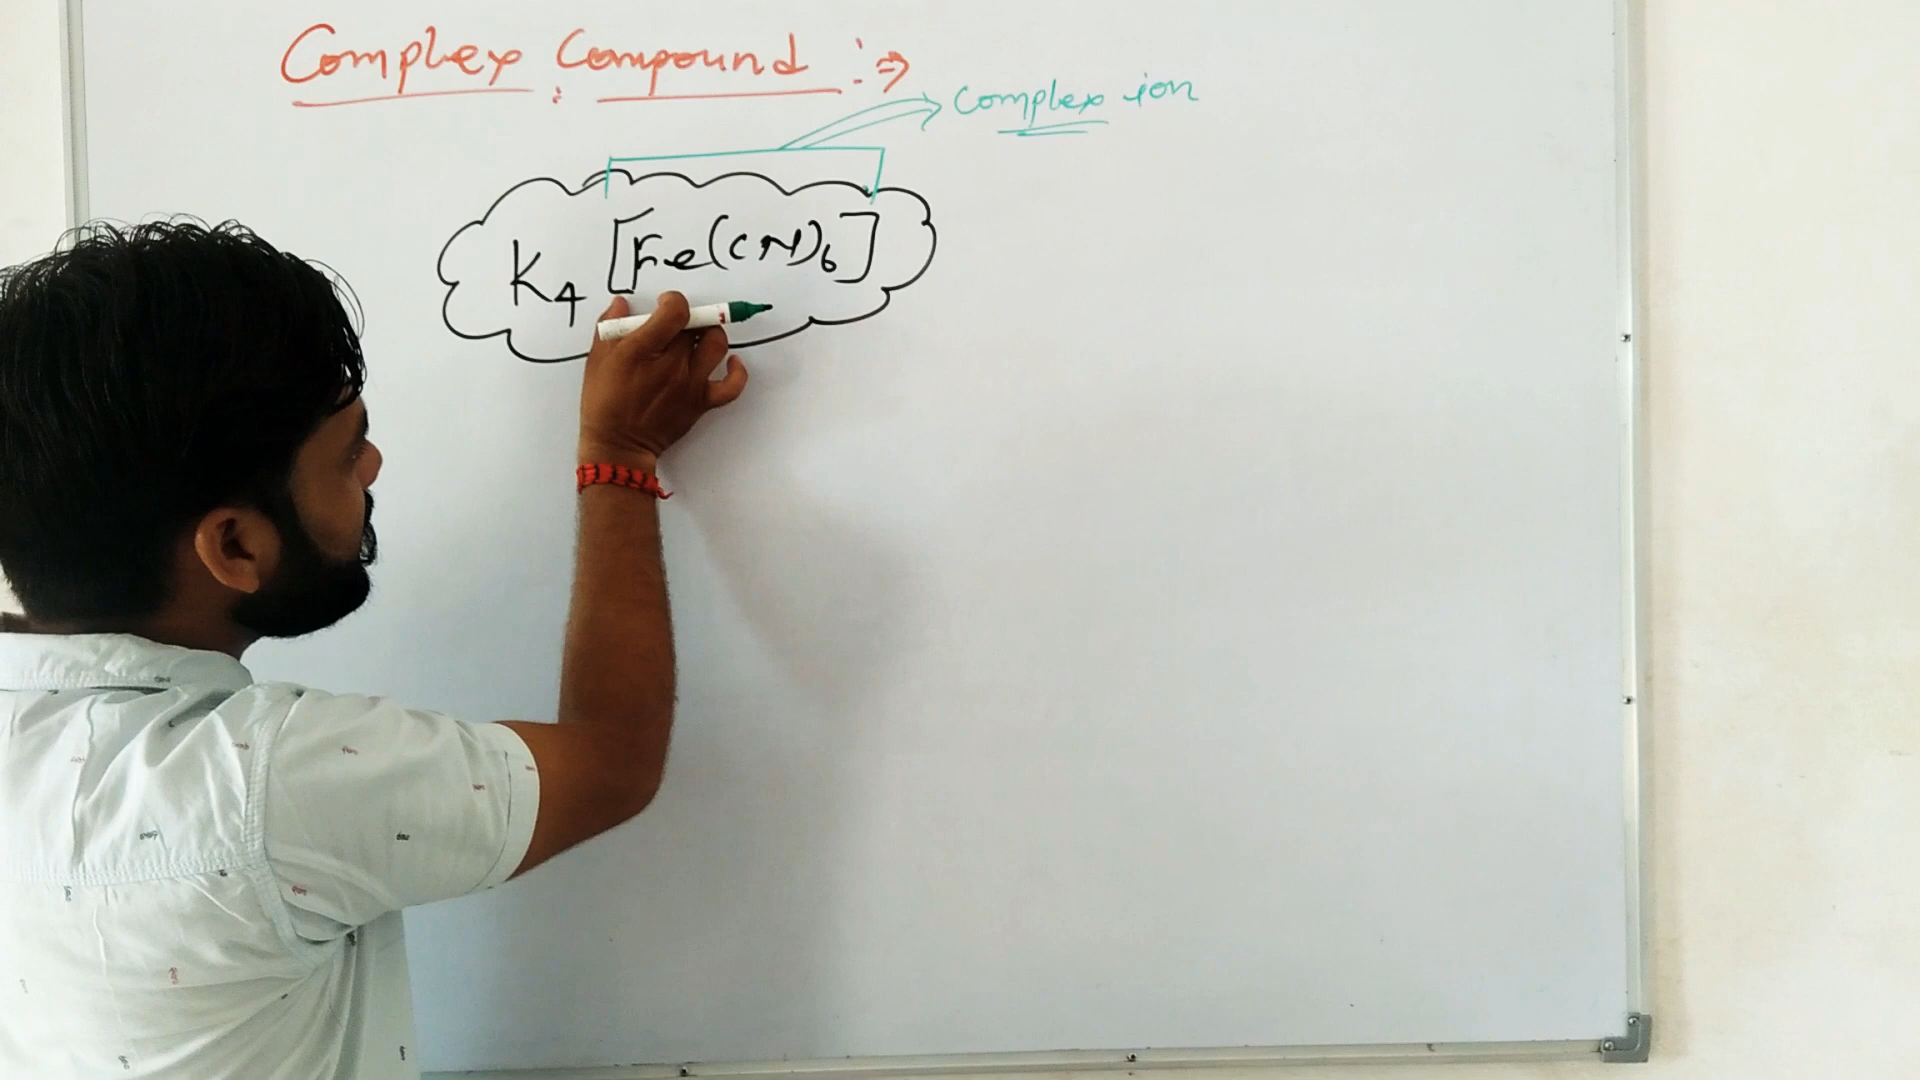 Complex Compound :⇒
Complex ion
K₄ [Fe(CN)₆]